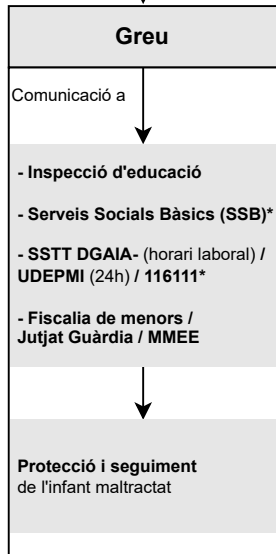 Greu
Comunicació a
- Inspecció d'educació
- Serveis Socials Bàsics (SSB)*
- SSTT DGAIA- (horari laboral) /
UDEPMI (24h) / 116111*
- Fiscalia de menors /
Jutjat Guàrdia / MMEE
Protecció i seguiment
de l'infant maltractat